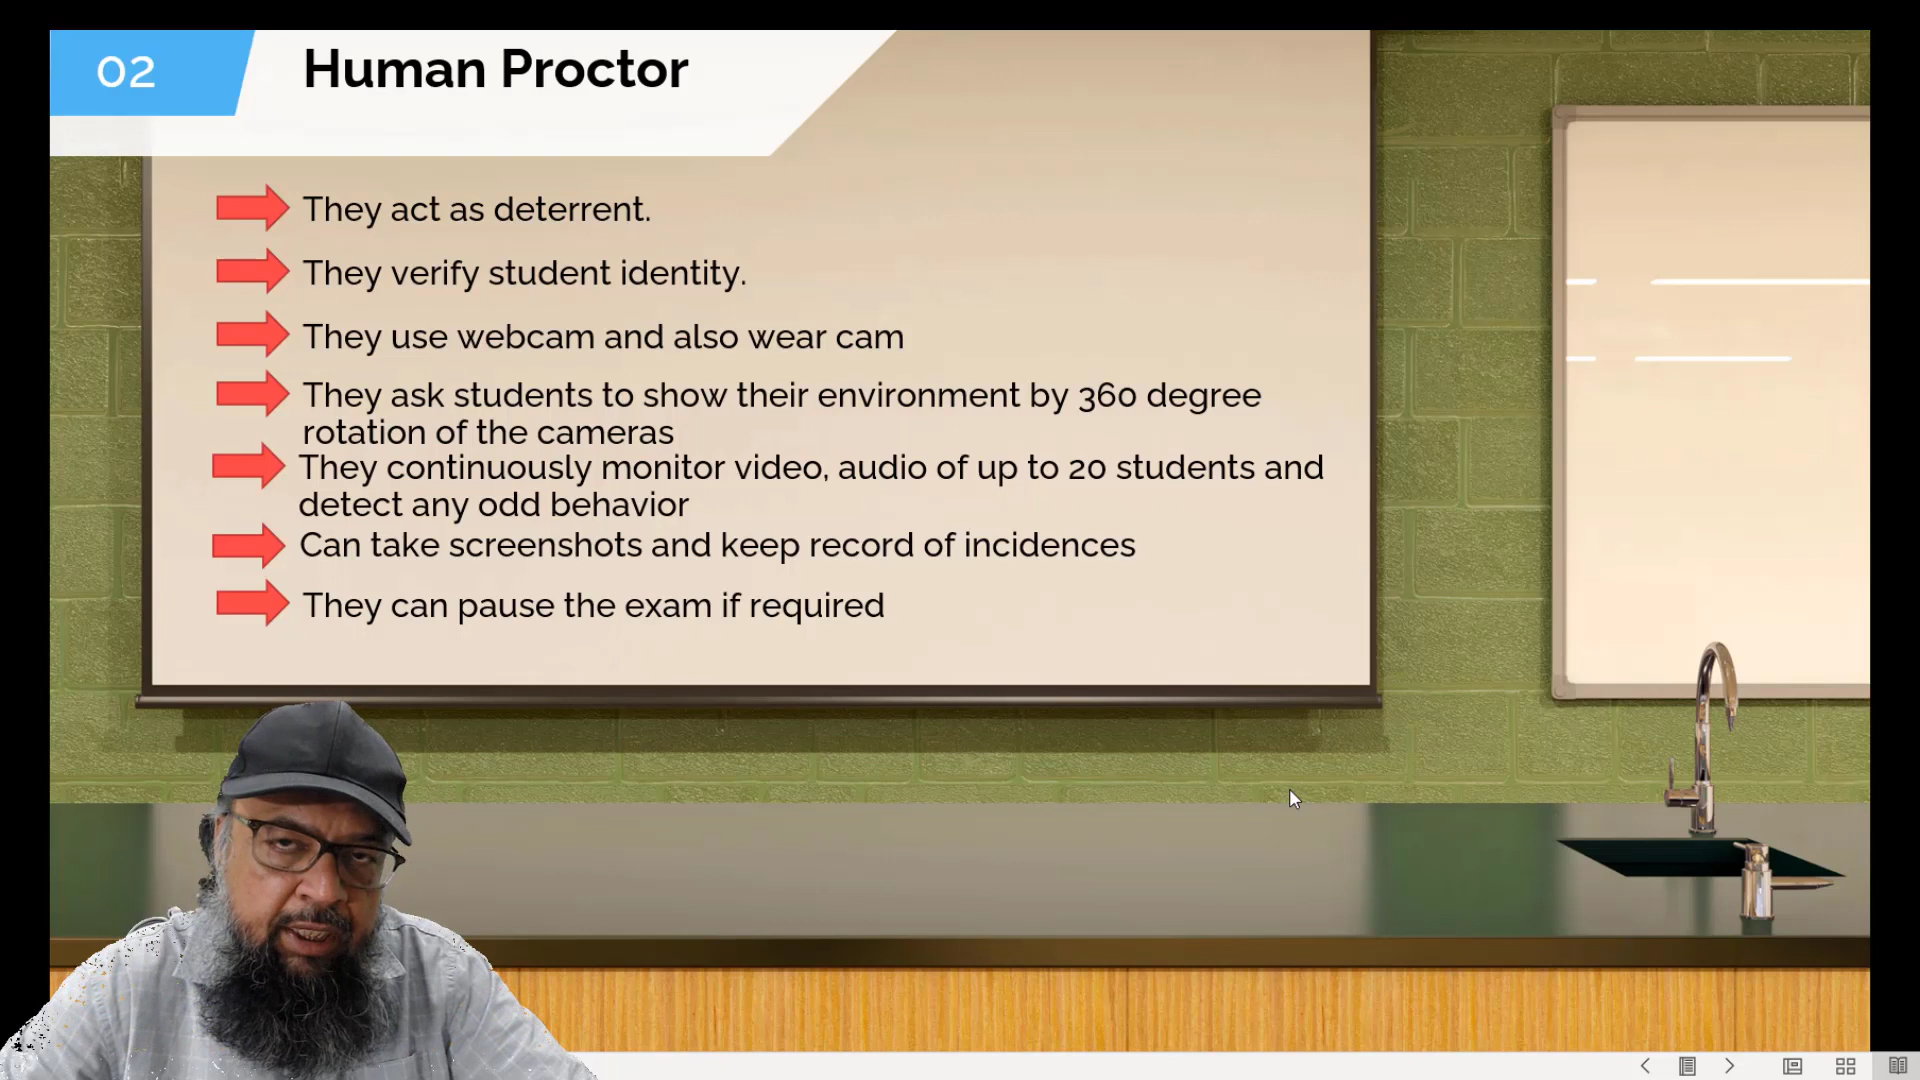 02
Human Proctor
They act as deterrent.
They verify student identity.
They use webcam and also wear cam
They ask students to show their environment by 360 degree
rotation of the cameras
They continuously monitor video, audio of up to 20 students and
detect any odd behavior
Can take screenshots and keep record of incidences
They can pause the exam if required